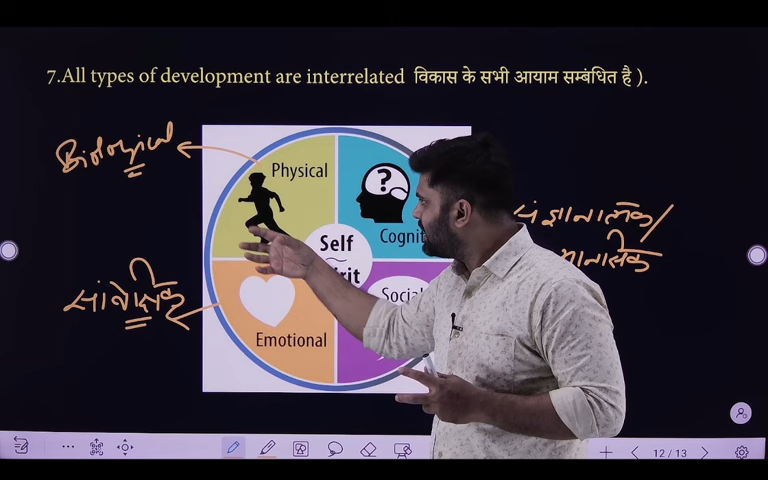 7.All types of development are interrelated विकास के सभी आयाम सम्बंधित है ).
Biological
Physical
Self
Cognit
संज्ञानात्मक/
मानसिक
सांवेगिक
Social
Emotional
12/13